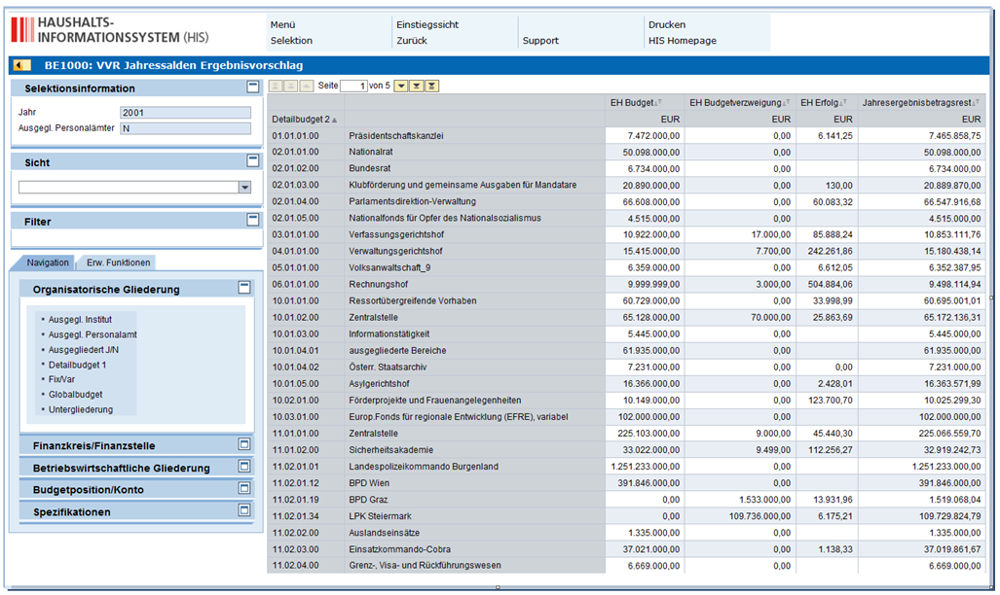 HAUSHALTS-
INFORMATIONSSYSTEM (HIS)
Menü Einstiegssicht Drucken
Selektion Zurück Support HIS Homepage
BE1000: VVR Jahressalden Ergebnisvorschlag
Selektionsinformation
Jahr 2001
Ausgegl. Personalämter N
Sicht
Filter
Navigation Erw. Funktionen
Organisatorische Gliederung
Ausgegl. Institut
Ausgegl. Personalamt
Ausgegliedert J/N
Detailbudget 1
Fix/Var
Globalbudget
Untergliederung
Finanzkreis/Finanzstelle
Betriebswirtschaftliche Gliederung
Budgetposition/Konto
Spezifikationen
Seite 1 von 5
EH Budget EH Budgetverzweigung EH Erfolg Jahresergebnisbetragsrest
Detailbudget 2 EUR EUR EUR EUR
01.01.01.00 Präsidentschaftskanzlei 7.472.000,00 0,00 6.141,25 7.465.858,75
02.01.01.00 Nationalrat 50.098.000,00 0,00 50.098.000,00
02.01.02.00 Bundesrat 6.734.000,00 0,00 6.734.000,00
02.01.03.00 Klubförderung und gemeinsame Ausgaben für Mandatare 20.890.000,00 0,00 130,00 20.889.870,00
02.01.04.00 Parlamentsdirektion-Verwaltung 66.608.000,00 0,00 60.083,32 66.547.916,68
02.01.05.00 Nationalfonds für Opfer des Nationalsozialismus 4.515.000,00 0,00 4.515.000,00
03.01.01.00 Verfassungsgerichtshof 10.922.000,00 17.000,00 85.888,24 10.853.111,76
04.01.01.00 Verwaltungsgerichtshof 15.415.000,00 7.700,00 242.261,86 15.180.438,14
05.01.01.00 Volksanwaltschaft_9 6.359.000,00 0,00 6.612,05 6.352.387,95
06.01.01.00 Rechnungshof 9.999.999,00 3.000,00 504.884,06 9.498.114,94
10.01.01.00 Ressortübergreifende Vorhaben 60.729.000,00 0,00 33.998,99 60.695.001,01
10.01.02.00 Zentralstelle 65.128.000,00 70.000,00 25.863,69 65.172.136,31
10.01.03.00 Informationstätigkeit 5.445.000,00 0,00 5.445.000,00
10.01.04.01 ausgegliederte Bereiche 61.935.000,00 0,00 61.935.000,00
10.01.04.02 Österr. Staatsarchiv 7.231.000,00 0,00 0,00 7.231.000,00
10.01.05.00 Asylgerichtshof 16.366.000,00 0,00 2.428,01 16.363.571,99
10.02.01.00 Förderprojekte und Frauenangelegenheiten 10.149.000,00 0,00 123.700,70 10.025.299,30
10.03.01.00 Europ.Fonds für regionale Entwicklung (EFRE), variabel 102.000.000,00 0,00 102.000.000,00
11.01.01.00 Zentralstelle 225.103.000,00 9.000,00 45.440,30 225.066.559,70
11.01.02.00 Sicherheitsakademie 33.022.000,00 9.499,00 112.256,27 32.919.242,73
11.02.01.01 Landespolizeikommando Burgenland 1.251.233.000,00 0,00 1.251.233.000,00
11.02.01.12 BPD Wien 391.846.000,00 0,00 391.846.000,00
11.02.01.19 BPD Graz 0,00 1.533.000,00 13.931,96 1.519.068,04
11.02.01.34 LPK Steiermark 0,00 109.736.000,00 6.175,21 109.729.824,79
11.02.02.00 Auslandseinsätze 1.335.000,00 0,00 1.335.000,00
11.02.03.00 Einsatzkommando-Cobra 37.021.000,00 0,00 1.138,33 37.019.861,67
11.02.04.00 Grenz-, Visa- und Rückführungswesen 6.669.000,00 0,00 6.669.000,00